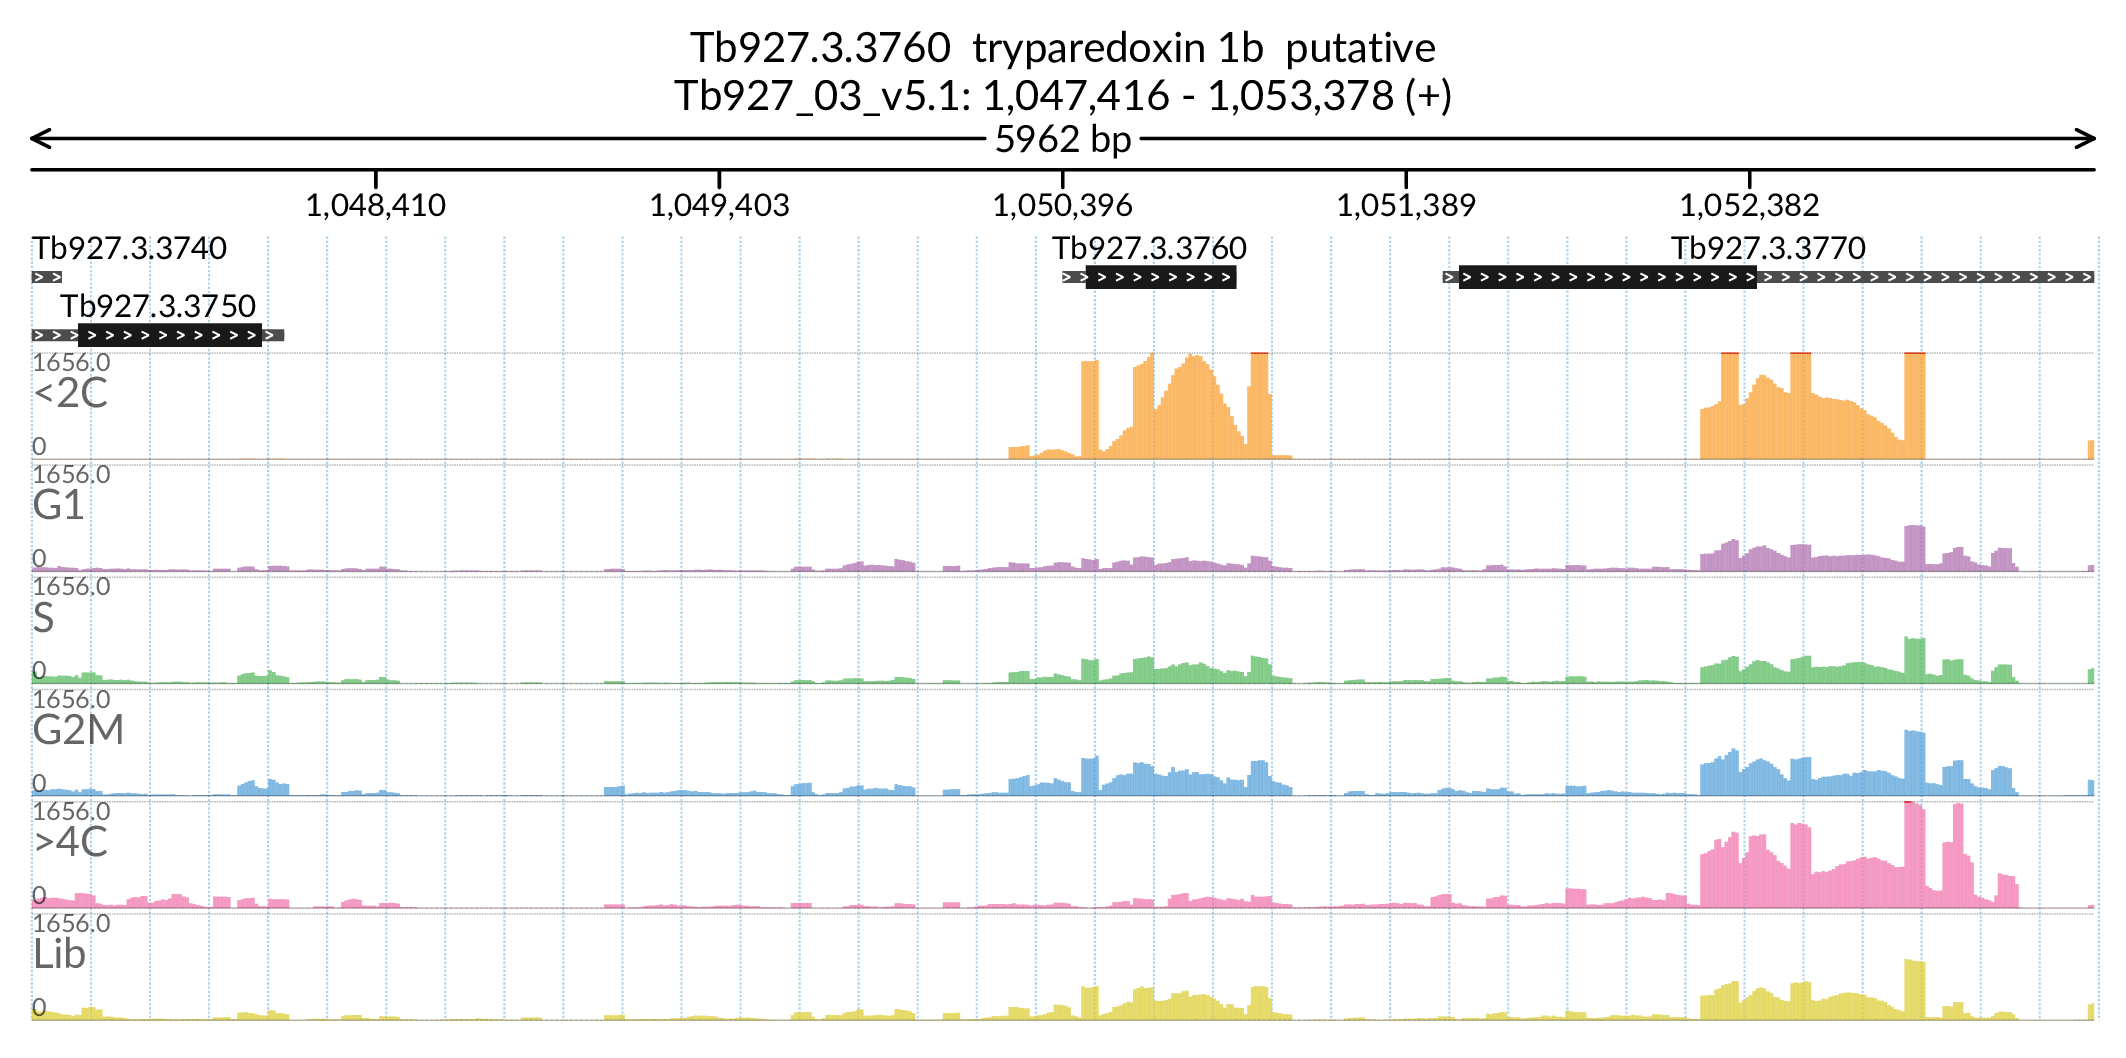 Tb927.3.3760  tryparedoxin 1b  putative
Tb927_03_v5.1: 1,047,416 - 1,053,378 (+)
5962 bp
1,048,410 1,049,403 1,050,396 1,051,389 1,052,382
Tb927.3.3740 Tb927.3.3760 Tb927.3.3770
Tb927.3.3750
1656.0
<2C
0
1656.0
G1
0
1656.0
S
0
1656.0
G2M
0
1656.0
>4C
0
1656.0
Lib
0